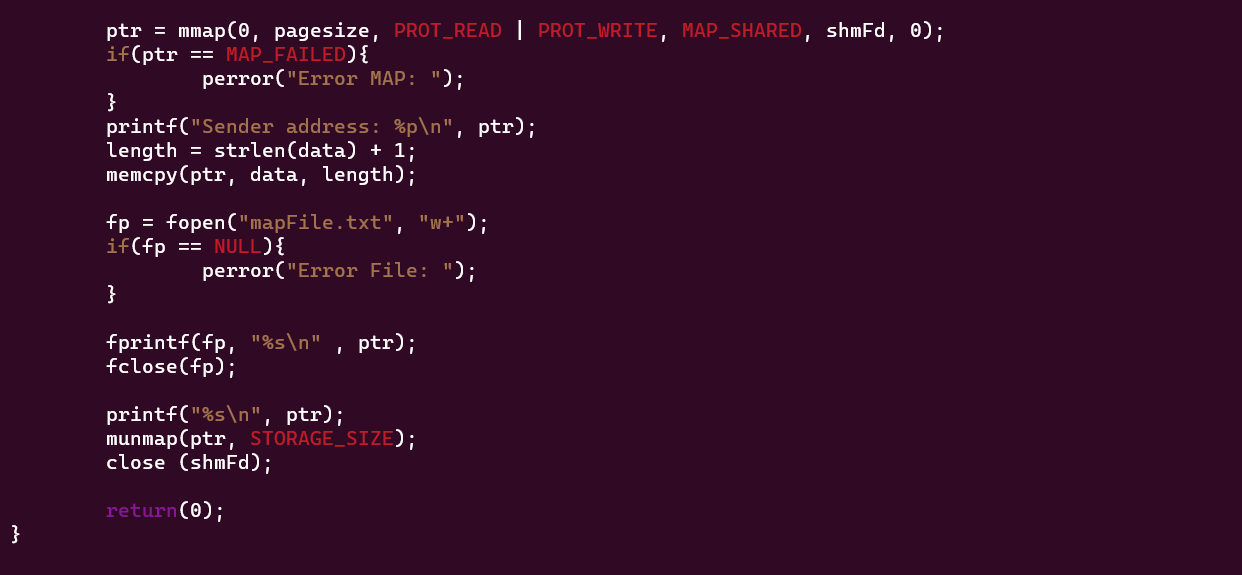 ptr = mmap(0, pagesize, PROT_READ | PROT_WRITE, MAP_SHARED, shmFd, 0);
if(ptr == MAP_FAILED){
perror("Error MAP: ");
}
printf("Sender address: %p\n", ptr);
length = strlen(data) + 1;
memcpy(ptr, data, length);
fp = fopen("mapFile.txt", "w+");
if(fp == NULL){
perror("Error File: ");
}
fprintf(fp, "%s\n" , ptr);
fclose(fp);
printf("%s\n", ptr);
munmap(ptr, STORAGE_SIZE);
close (shmFd);
return(0);
}